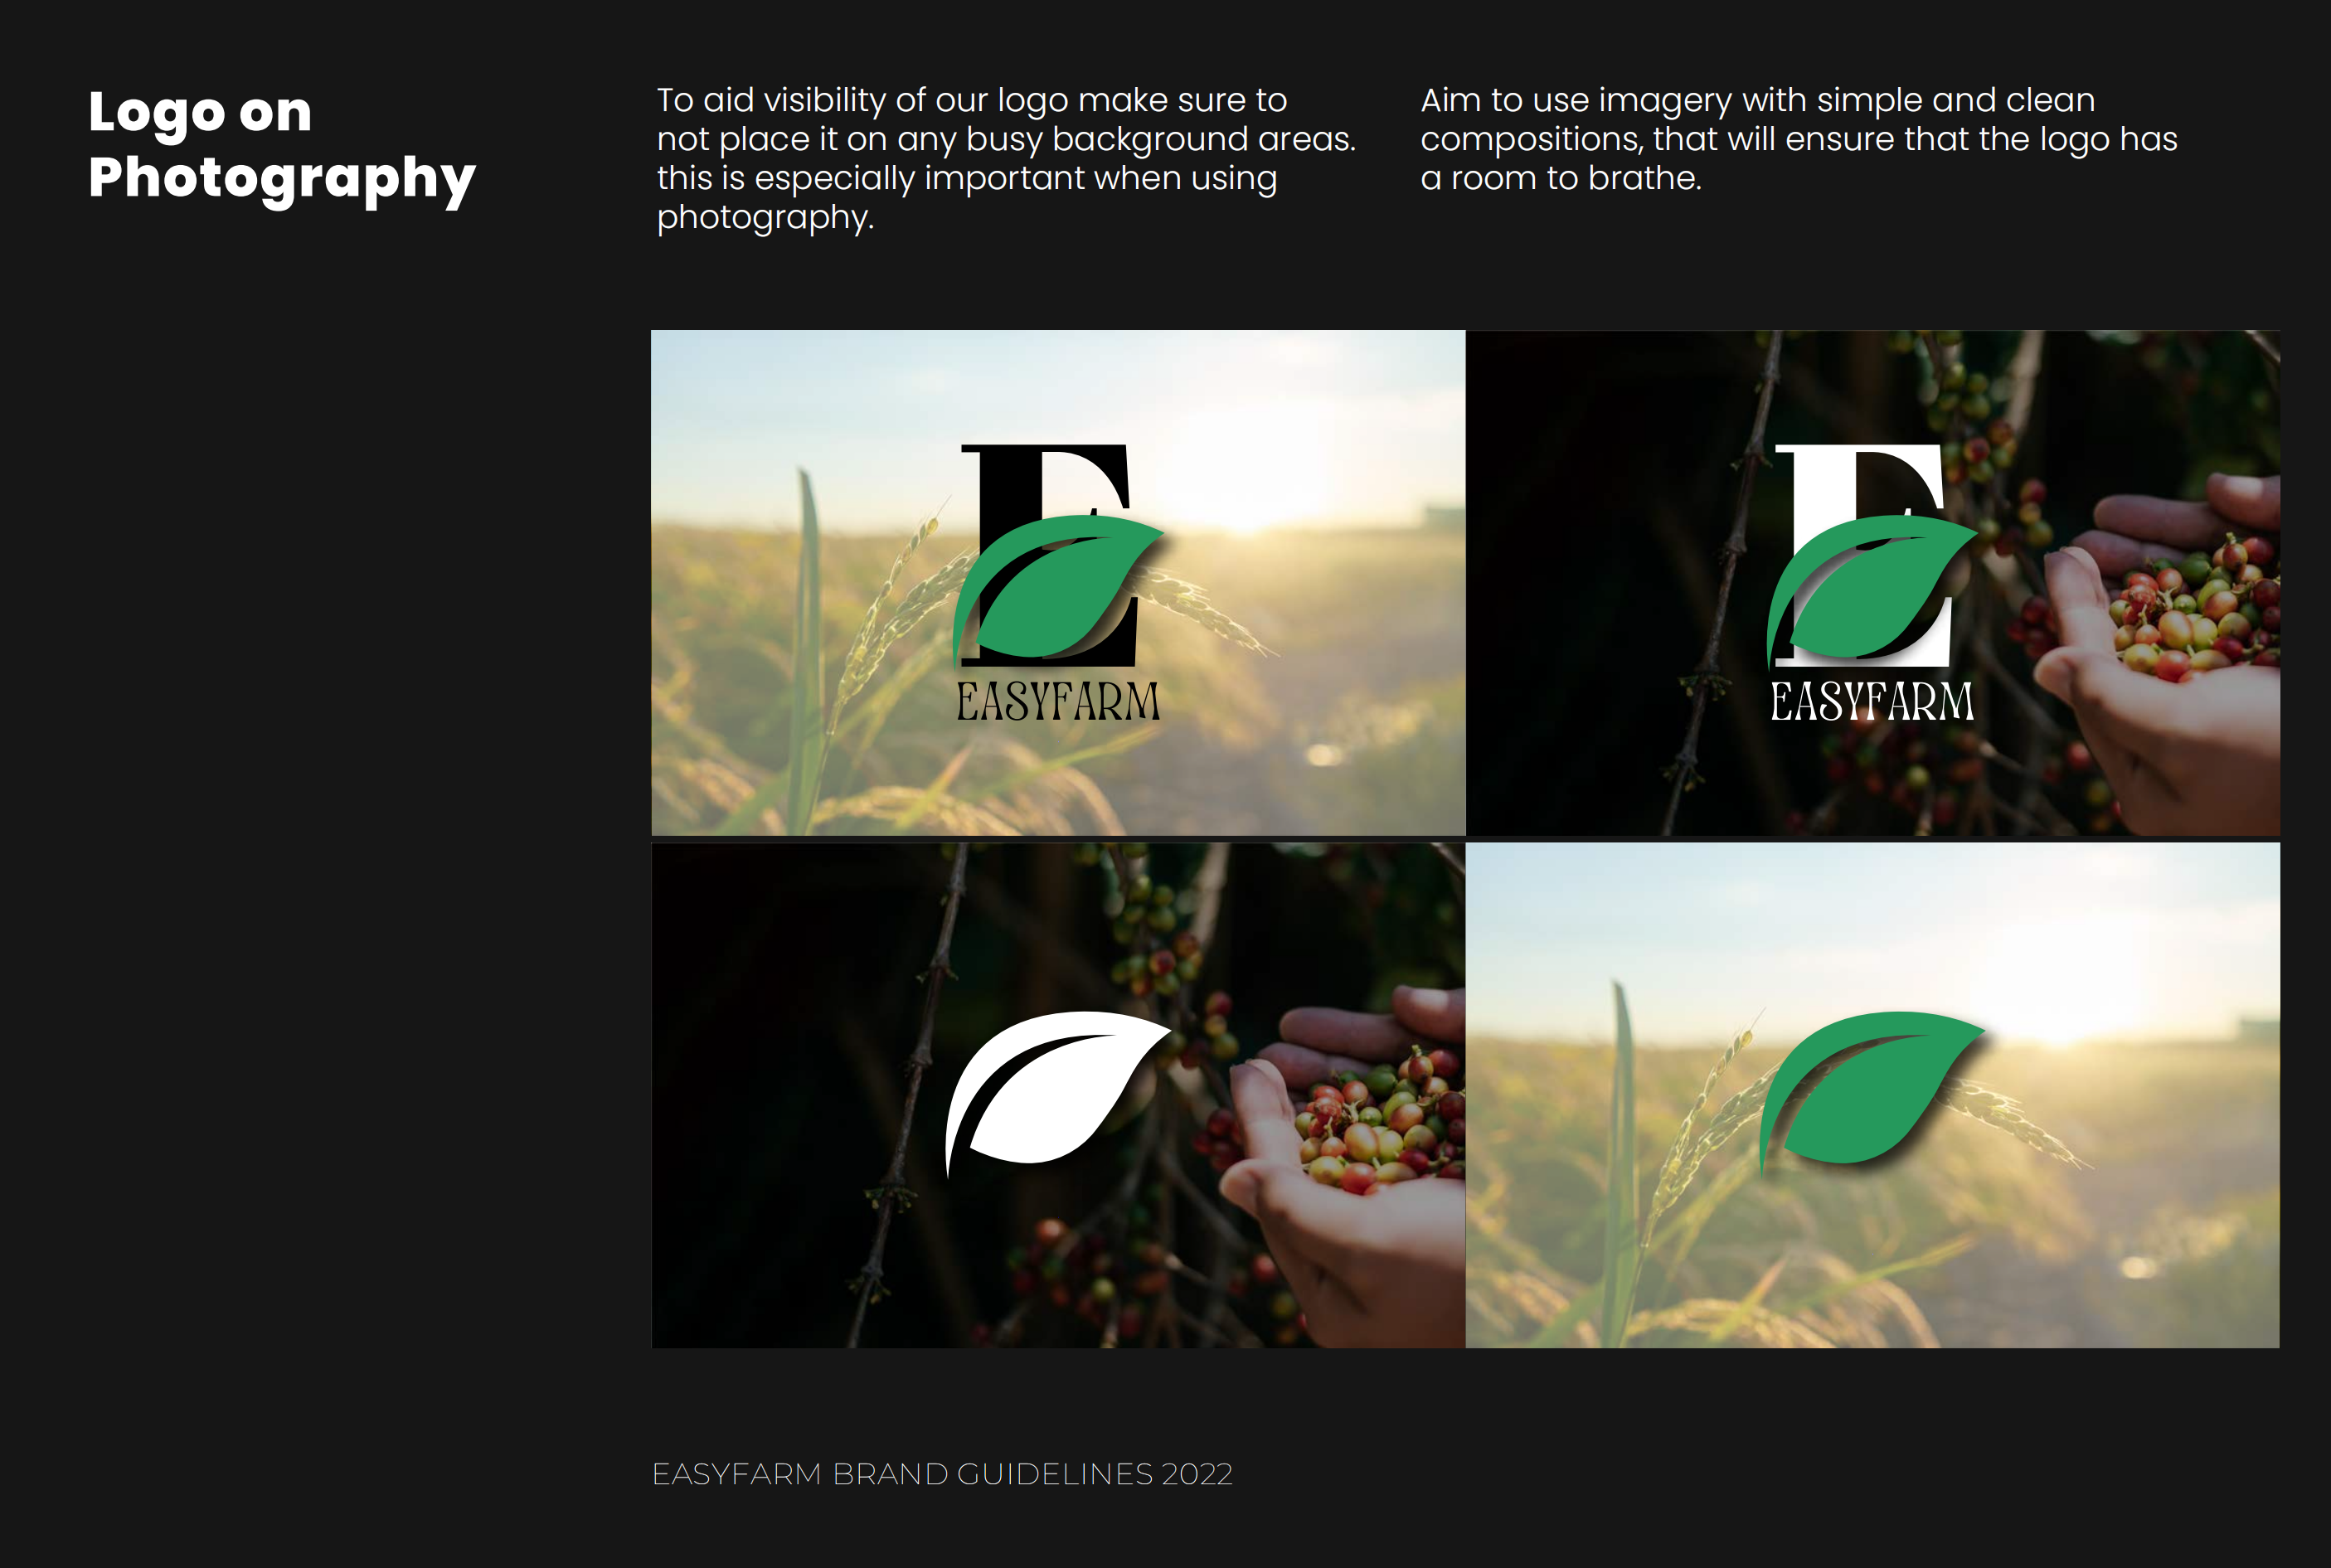 Logo on
Photography
To aid visibility of our logo make sure to
not place it on any busy background areas.
this is especially important when using
photography.
Aim to use imagery with simple and clean
compositions, that will ensure that the logo has
a room to brathe.
E
EASYFARM
E
EASYFARM
EASYFARM BRAND GUIDELINES 2022